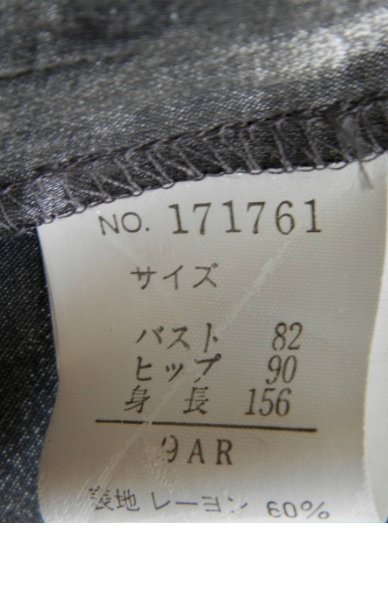 NO. 171761
サイズ
バスト 82
ヒップ 90
身 長 156
9AR
表地 レーヨン 60%